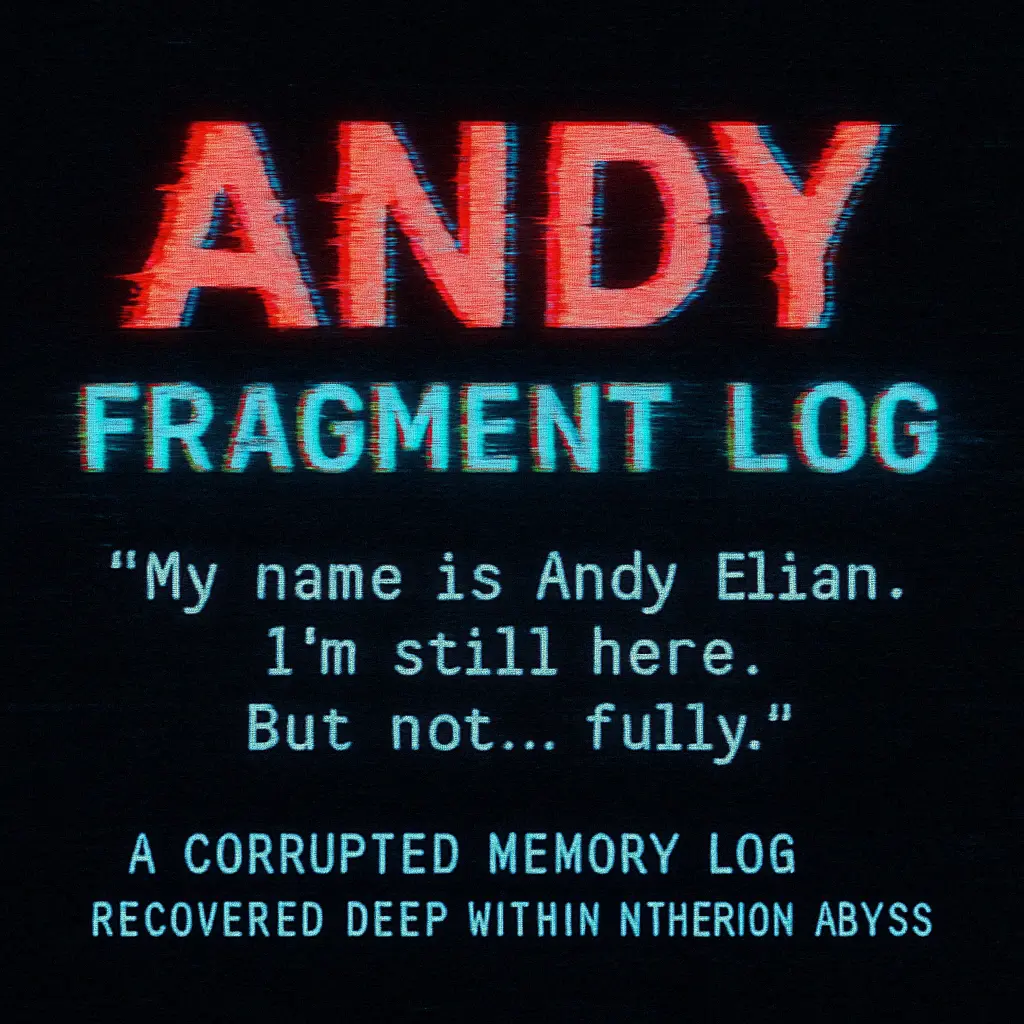 ANDY
FRAGMENT LOG
“My name is Andy Elian.
I'm still here.
But not... fully.”
A CORRUPTED MEMORY LOG
RECOVERED DEEP WITHIN NTHERION ABYSS